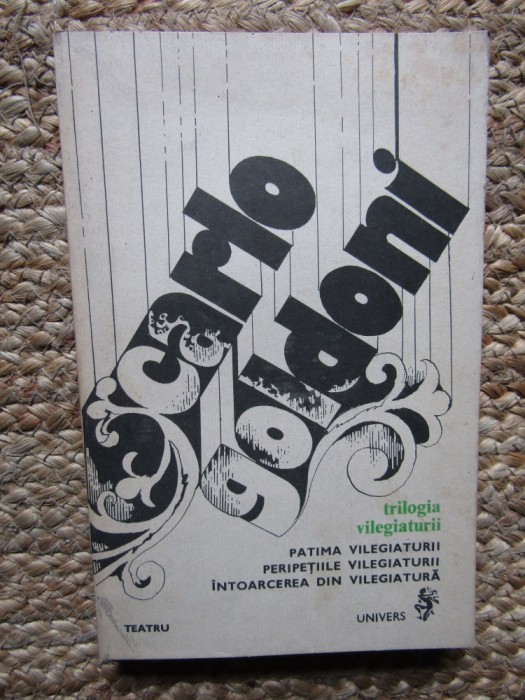 carlo
goldoni
trilogia
vilegiaturii
PATIMA VILEGIATURII
PERIPEȚIILE VILEGIATURII
ÎNTOARCEREA DIN VILEGIATURĂ
TEATRU
UNIVERS